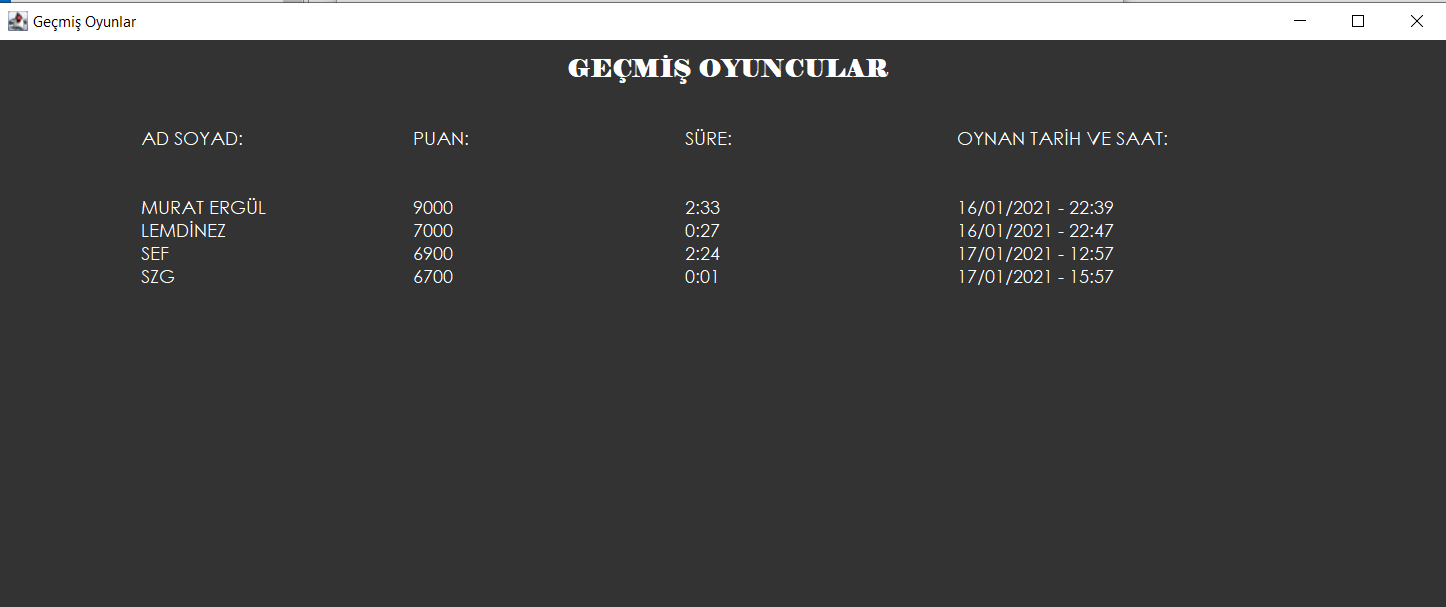 Geçmiş Oyunlar
GEÇMİŞ OYUNCULAR
AD SOYAD: PUAN: SÜRE: OYNAN TARİH VE SAAT:
MURAT ERGÜL 9000 2:33 16/01/2021 - 22:39
LEMDİNEZ 7000 0:27 16/01/2021 - 22:47
SEF 6900 2:24 17/01/2021 - 12:57
SZG 6700 0:01 17/01/2021 - 15:57